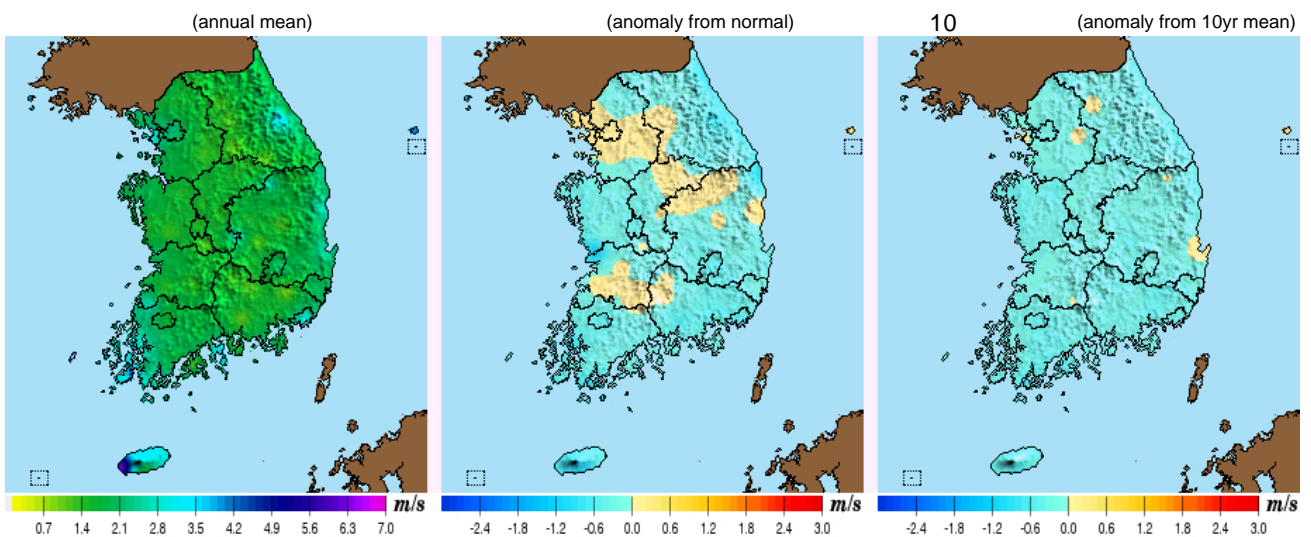 (annual mean)
(anomaly from normal)
10 (anomaly from 10yr mean)
0.7 1.4 2.1 2.8 3.5 4.2 4.9 5.6 6.3 7.0 m/s
-2.4 -1.8 -1.2 -0.6 0.0 0.6 1.2 1.8 2.4 3.0 m/s
-2.4 -1.8 -1.2 -0.6 0.0 0.6 1.2 1.8 2.4 3.0 m/s